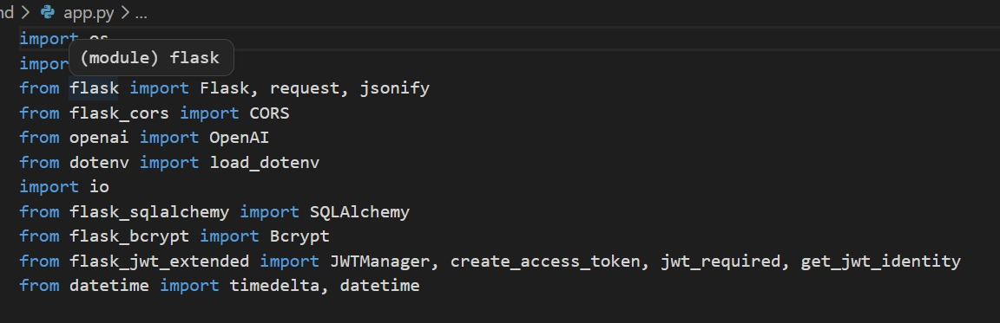 nd > app.py > ...
import os
(module) flask
impor
from flask import Flask, request, jsonify
from flask_cors import CORS
from openai import OpenAI
from dotenv import load_dotenv
import io
from flask_sqlalchemy import SQLAlchemy
from flask_bcrypt import Bcrypt
from flask_jwt_extended import JWTManager, create_access_token, jwt_required, get_jwt_identity
from datetime import timedelta, datetime